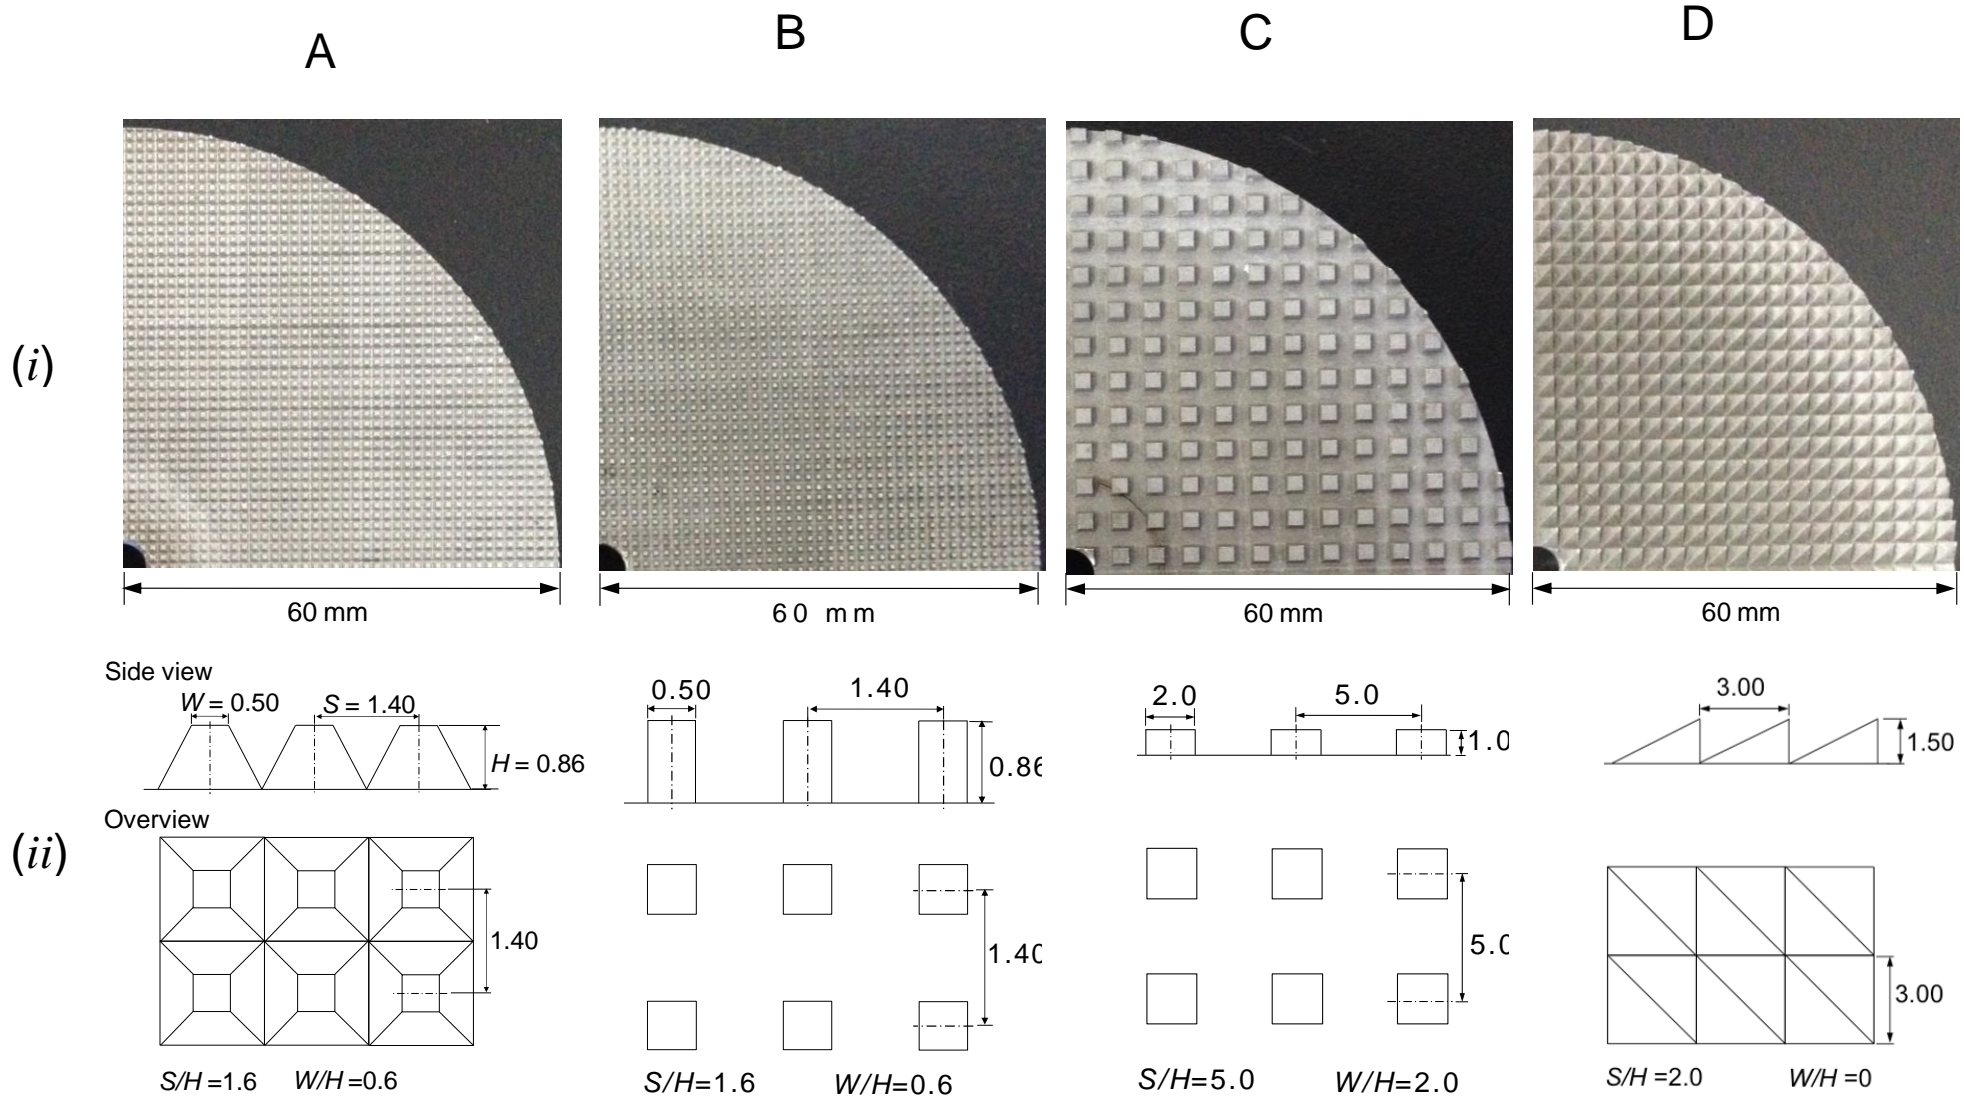 A
B
C
D
(i)
60 mm
60 mm
60 mm
60 mm
(ii)
Side view
W = 0.50
S = 1.40
H = 0.86
Overview
1.40
S/H =1.6
W/H =0.6
0.50
1.40
0.86
1.40
S/H=1.6
W/H=0.6
2.0
5.0
1.0
5.0
S/H=5.0
W/H=2.0
3.00
1.50
3.00
S/H =2.0
W/H =0